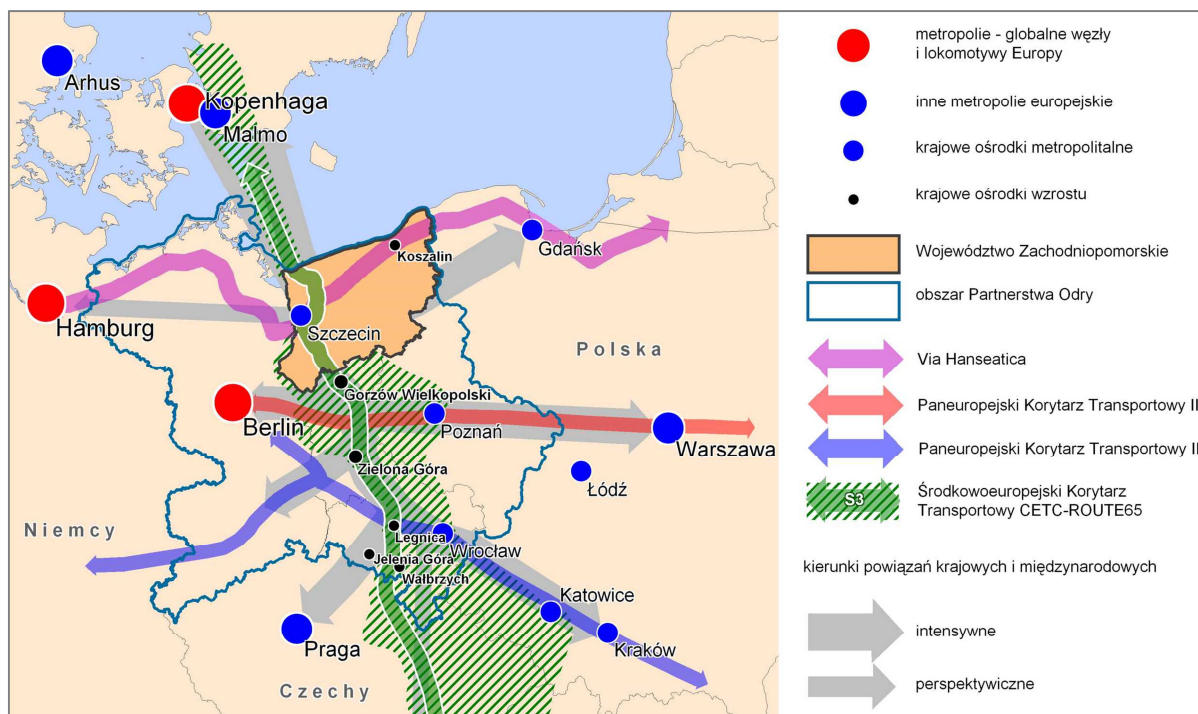 Arhus
Kopenhaga
Malmo
Koszalin
Gdańsk
Hamburg
Szczecin
Polska
Gorzów Wielkopolski
Berlin
Poznań
Warszawa
Zielona Góra
Łódź
Niemcy
Legnica
Wrocław
Jelenia Góra
Wałbrzych
Katowice
Praga
Kraków
Czechy
metropolie - globalne węzły
i lokomotywy Europy
inne metropolie europejskie
krajowe ośrodki metropolitalne
krajowe ośrodki wzrostu
Województwo Zachodniopomorskie
obszar Partnerstwa Odry
Via Hanseatica
Paneuropejski Korytarz Transportowy II
Paneuropejski Korytarz Transportowy II
S3
Środkowoeuropejski Korytarz
Transportowy CETC-ROUTE65
kierunki powiązań krajowych i międzynarodowych
intensywne
perspektywiczne